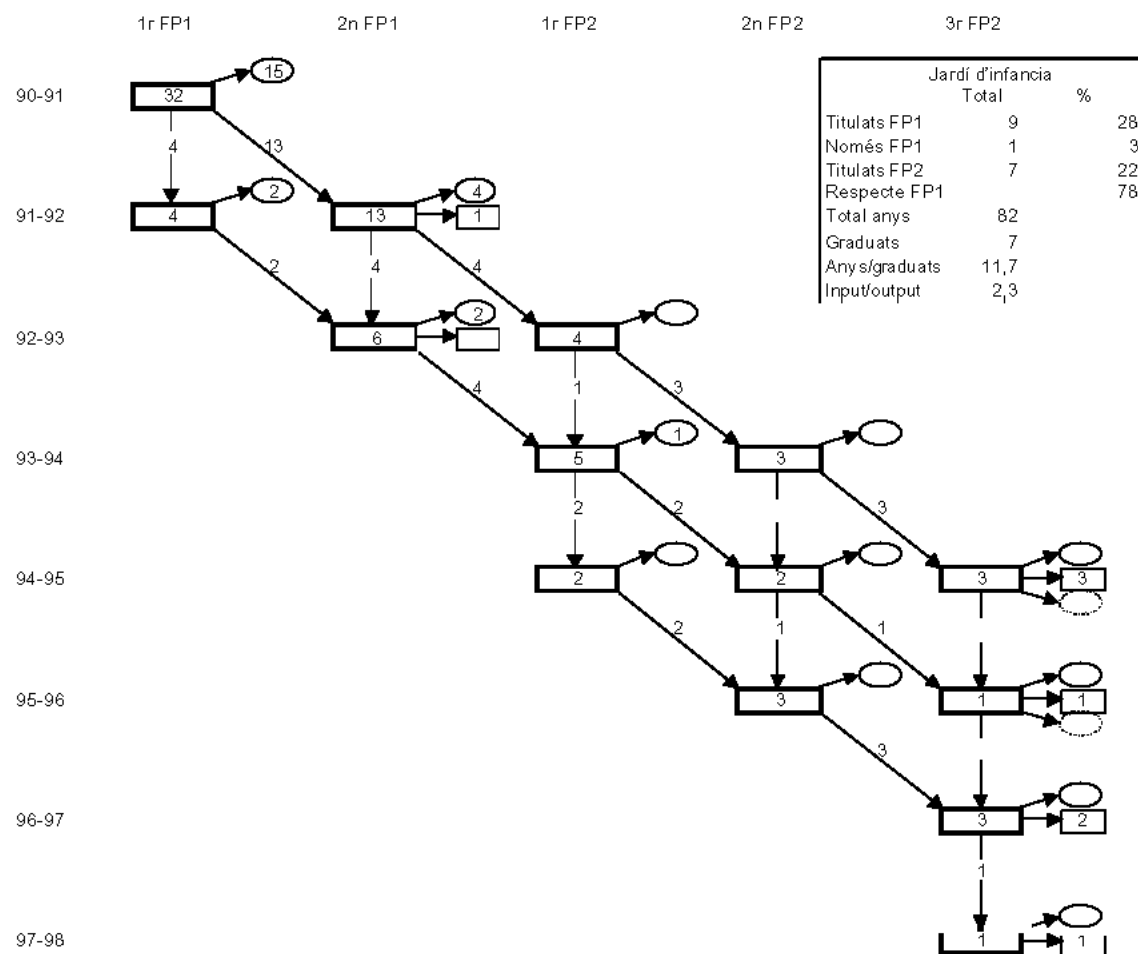 1r FP1 2n FP1 1r FP2 2n FP2 3r FP2
Jardí d'infancia
Total %
Titulats FP1 9 28
Només FP1 1 3
Titulats FP2 7 22
Respecte FP1 78
Total anys 82
Graduats 7
Anys/graduats 11,7
Input/output 2,3
15
90-91 32
4 13
2 4
91-92 4 13 1
2 4 4
2
92-93 6 4
4 1 3
1
93-94 5 3
2 2 3
94-95 2 2 3 3
2 1 1
95-96 3 1 1
3
96-97 3 2
1
97-98 1 1